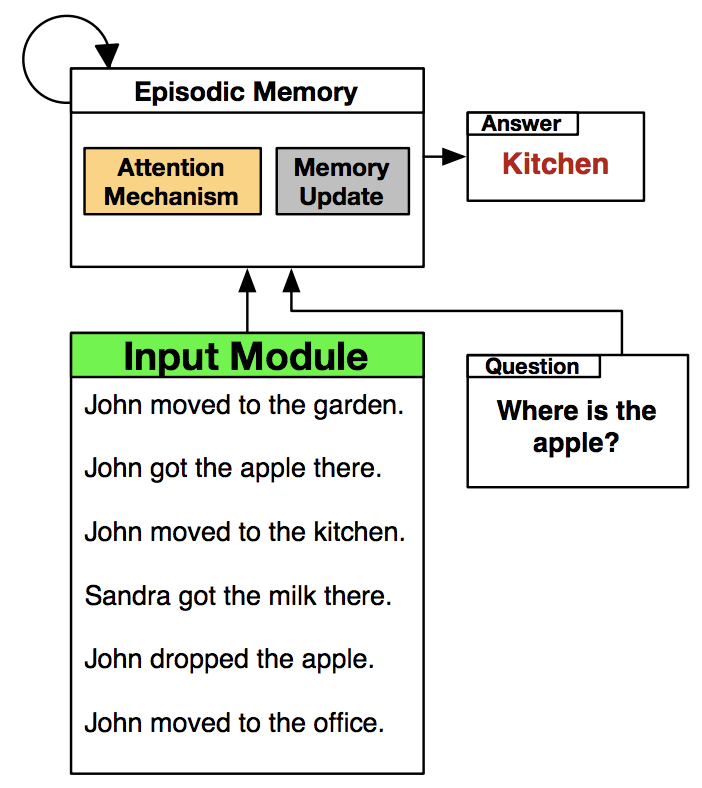 Episodic Memory
Attention
Mechanism
Memory
Update
Answer
Kitchen
Input Module
John moved to the garden.
John got the apple there.
John moved to the kitchen.
Sandra got the milk there.
John dropped the apple.
John moved to the office.
Question
Where is the
apple?